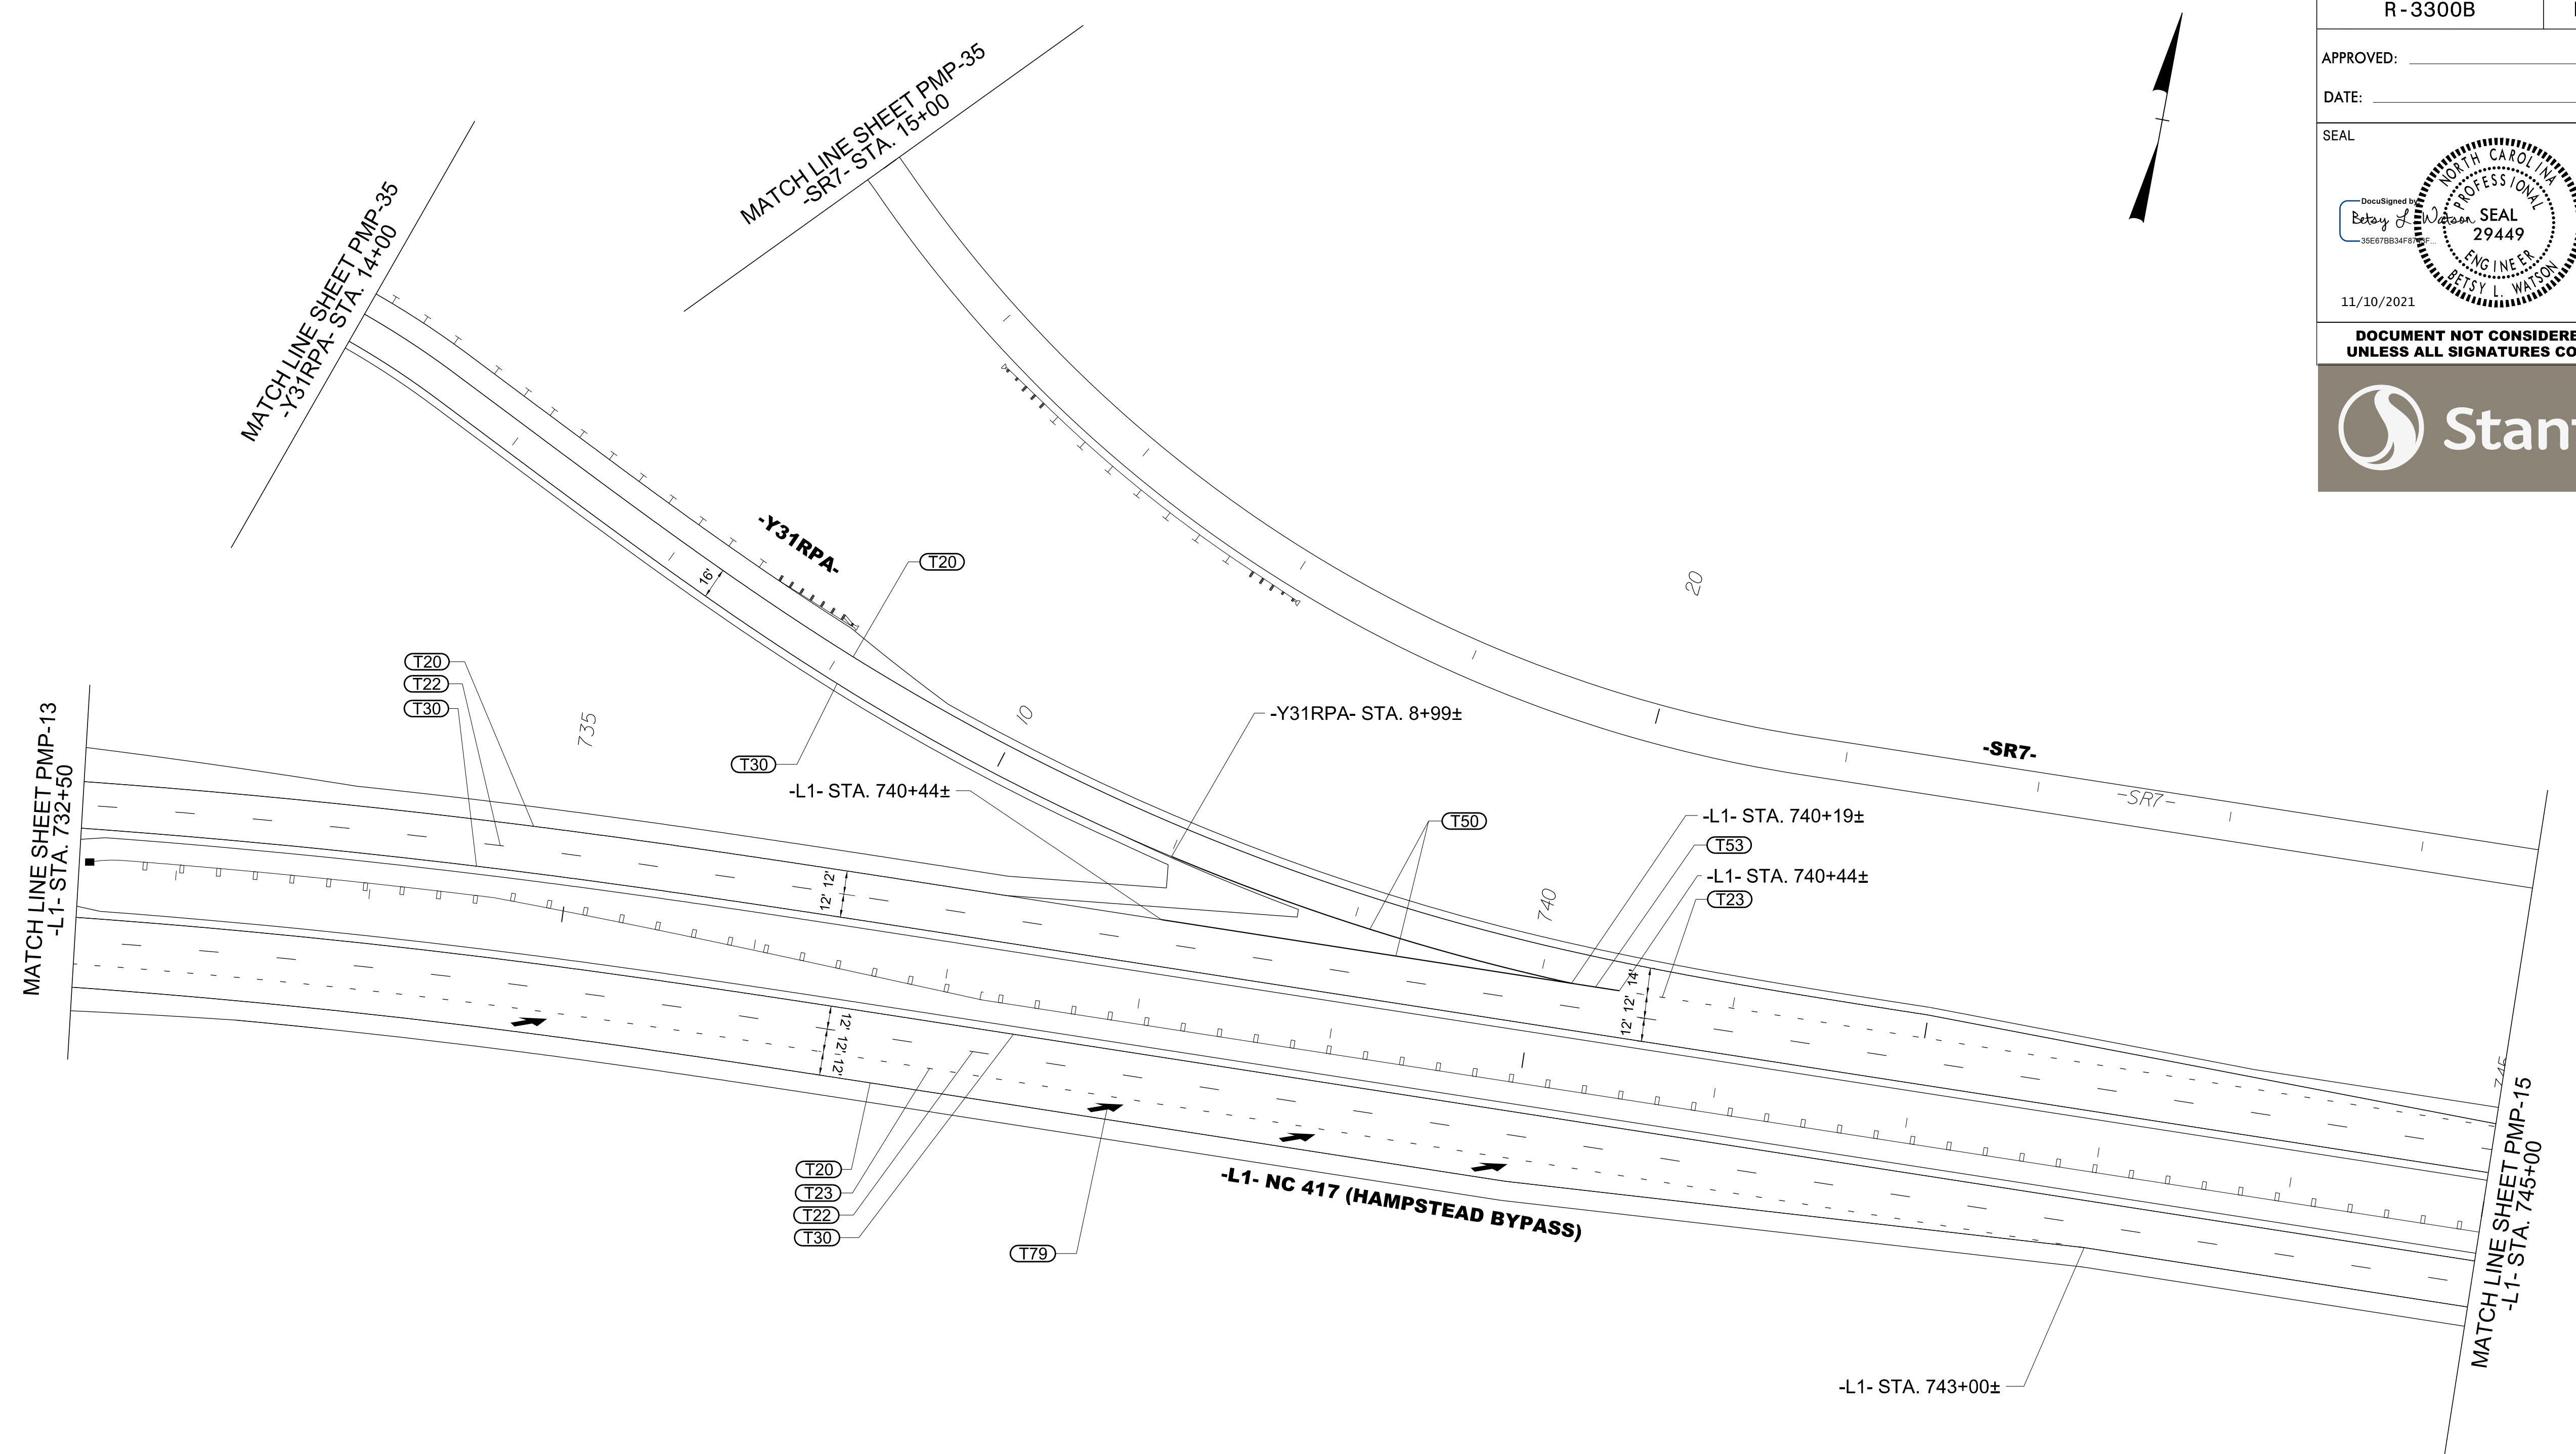 R-3300B
APPROVED:
DATE:
SEAL
NORTH CAROLINA
PROFESSIONAL
SEAL
29449
ENGINEER
BETSY L. WATSON
DocuSigned by
Betsy L Watson
11/10/2021
DOCUMENT NOT CONSIDERE
UNLESS ALL SIGNATURES CO
Stant
MATCH LINE SHEET PMP-35
-SR7- STA. 15+00
MATCH LINE SHEET PMP-35
-Y31RPA- STA. 14+00
-Y31RPA-
16'
T20
20
T20
T22
T30
735
10
-Y31RPA- STA. 8+99±
T30
-L1- STA. 740+44±
-SR7-
-SR7-
T50
-L1- STA. 740+19±
T53
-L1- STA. 740+44±
T23
740
MATCH LINE SHEET PMP-13
-L1- STA. 732+50
12' 12'
12' 12' 14'
12' 12' 12'
745
T20
T23
T22
T30
T79
-L1- NC 417 (HAMPSTEAD BYPASS)
MATCH LINE SHEET PMP-15
-L1- STA. 745+00
-L1- STA. 743+00±